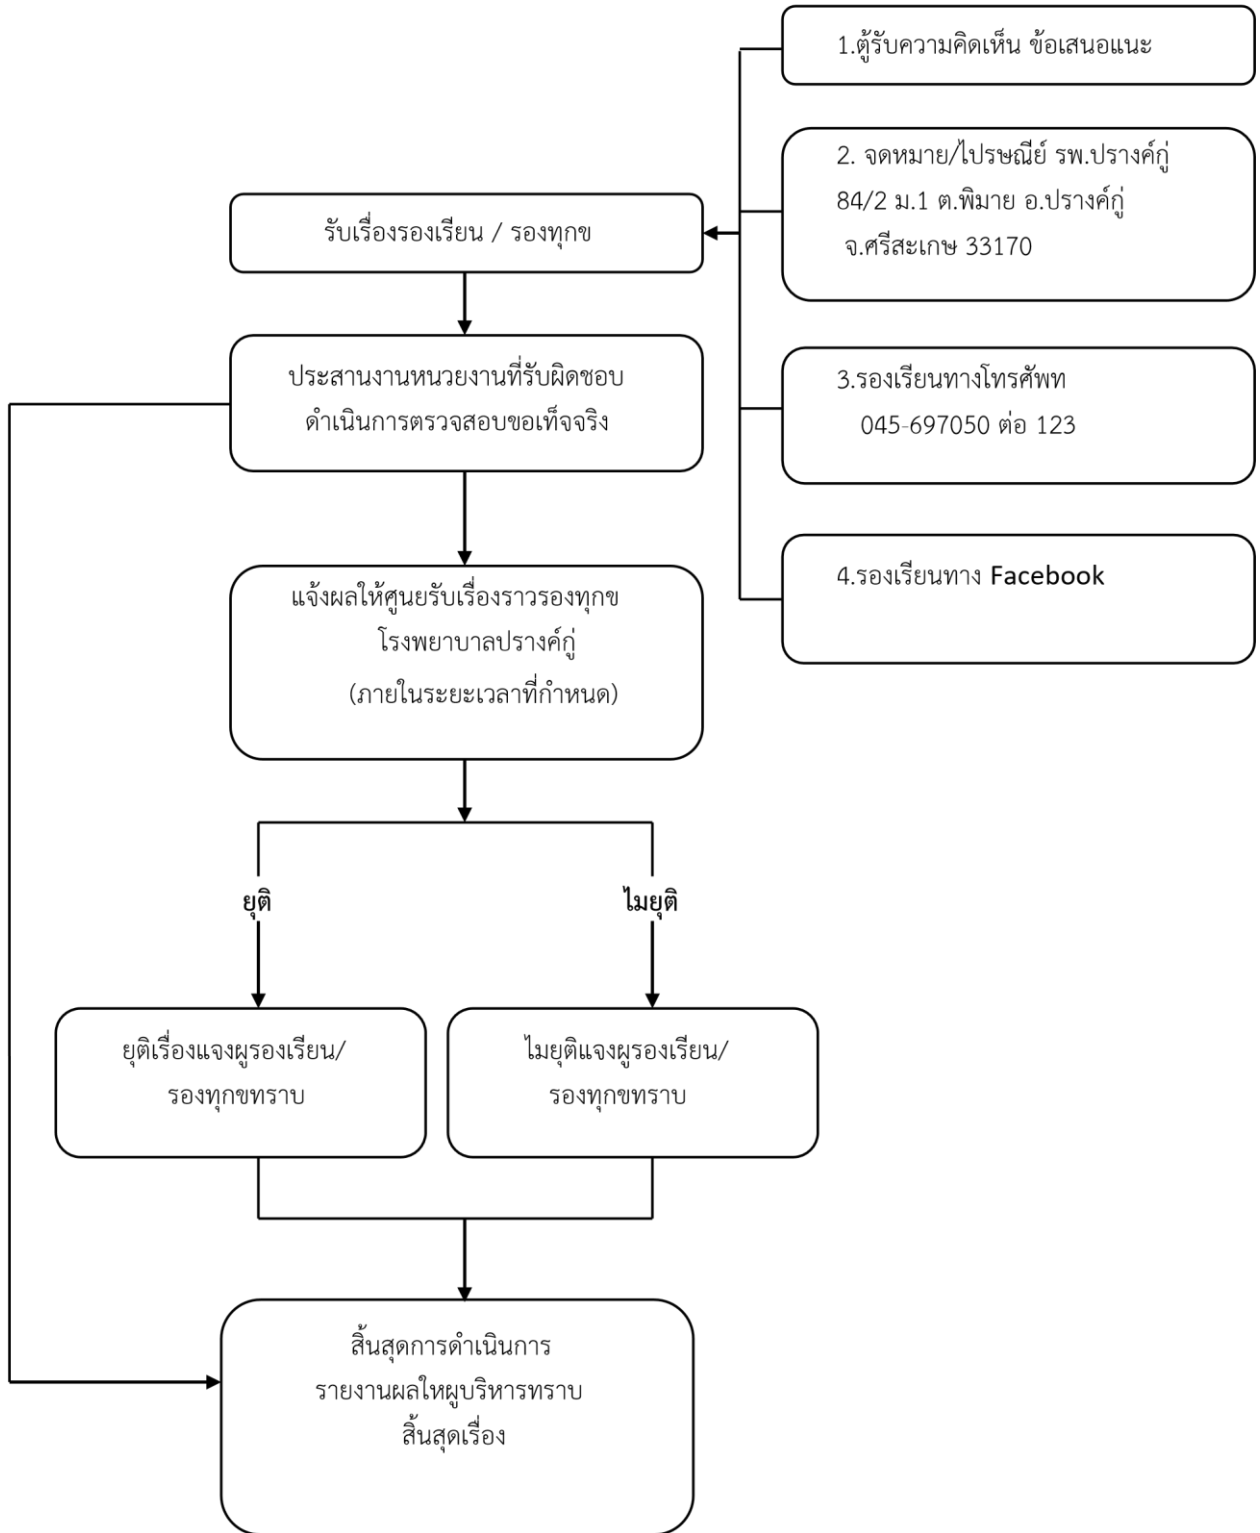 1.ตู้รับความคิดเห็น ข้อเสนอแนะ
2. จดหมาย/ไปรษณีย์ รพ.ปรางค์กู่
84/2 ม.1 ต.พิมาย อ.ปรางค์กู่
จ.ศรีสะเกษ 33170
3.รองเรียนทางโทรศัพท
045-697050 ต่อ 123
4.รองเรียนทาง Facebook
รับเรื่องรองเรียน / รองทุกข
ประสานงานหนวยงานที่รับผิดชอบ
ดำเนินการตรวจสอบขอเท็จจริง
แจ้งผลให้ศูนยรับเรื่องราวรองทุกข
โรงพยาบาลปรางค์กู่
(ภายในระยะเวลาที่กำหนด)
ยุติ
ไมยุติ
ยุติเรื่องแจงผูรองเรียน/
รองทุกขทราบ
ไมยุติแจงผูรองเรียน/
รองทุกขทราบ
สิ้นสุดการดำเนินการ
รายงานผลใหผูบริหารทราบ
สิ้นสุดเรื่อง